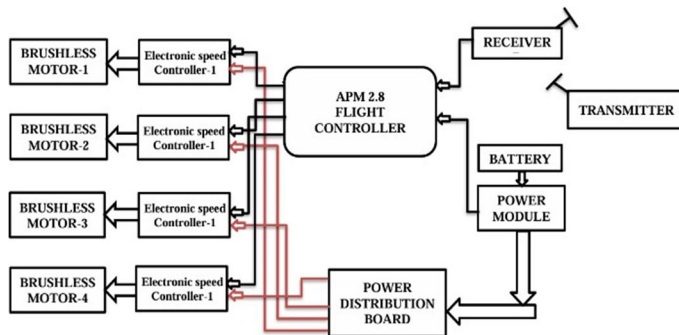 BRUSHLESS
MOTOR-1
Electronic speed
Controller-1
APM 2.8
FLIGHT
CONTROLLER
RECEIVER
TRANSMITTER
BRUSHLESS
MOTOR-2
Electronic speed
Controller-1
BATTERY
POWER
MODULE
BRUSHLESS
MOTOR-3
Electronic speed
Controller-1
BRUSHLESS
MOTOR-4
Electronic speed
Controller-1
POWER
DISTRIBUTION
BOARD